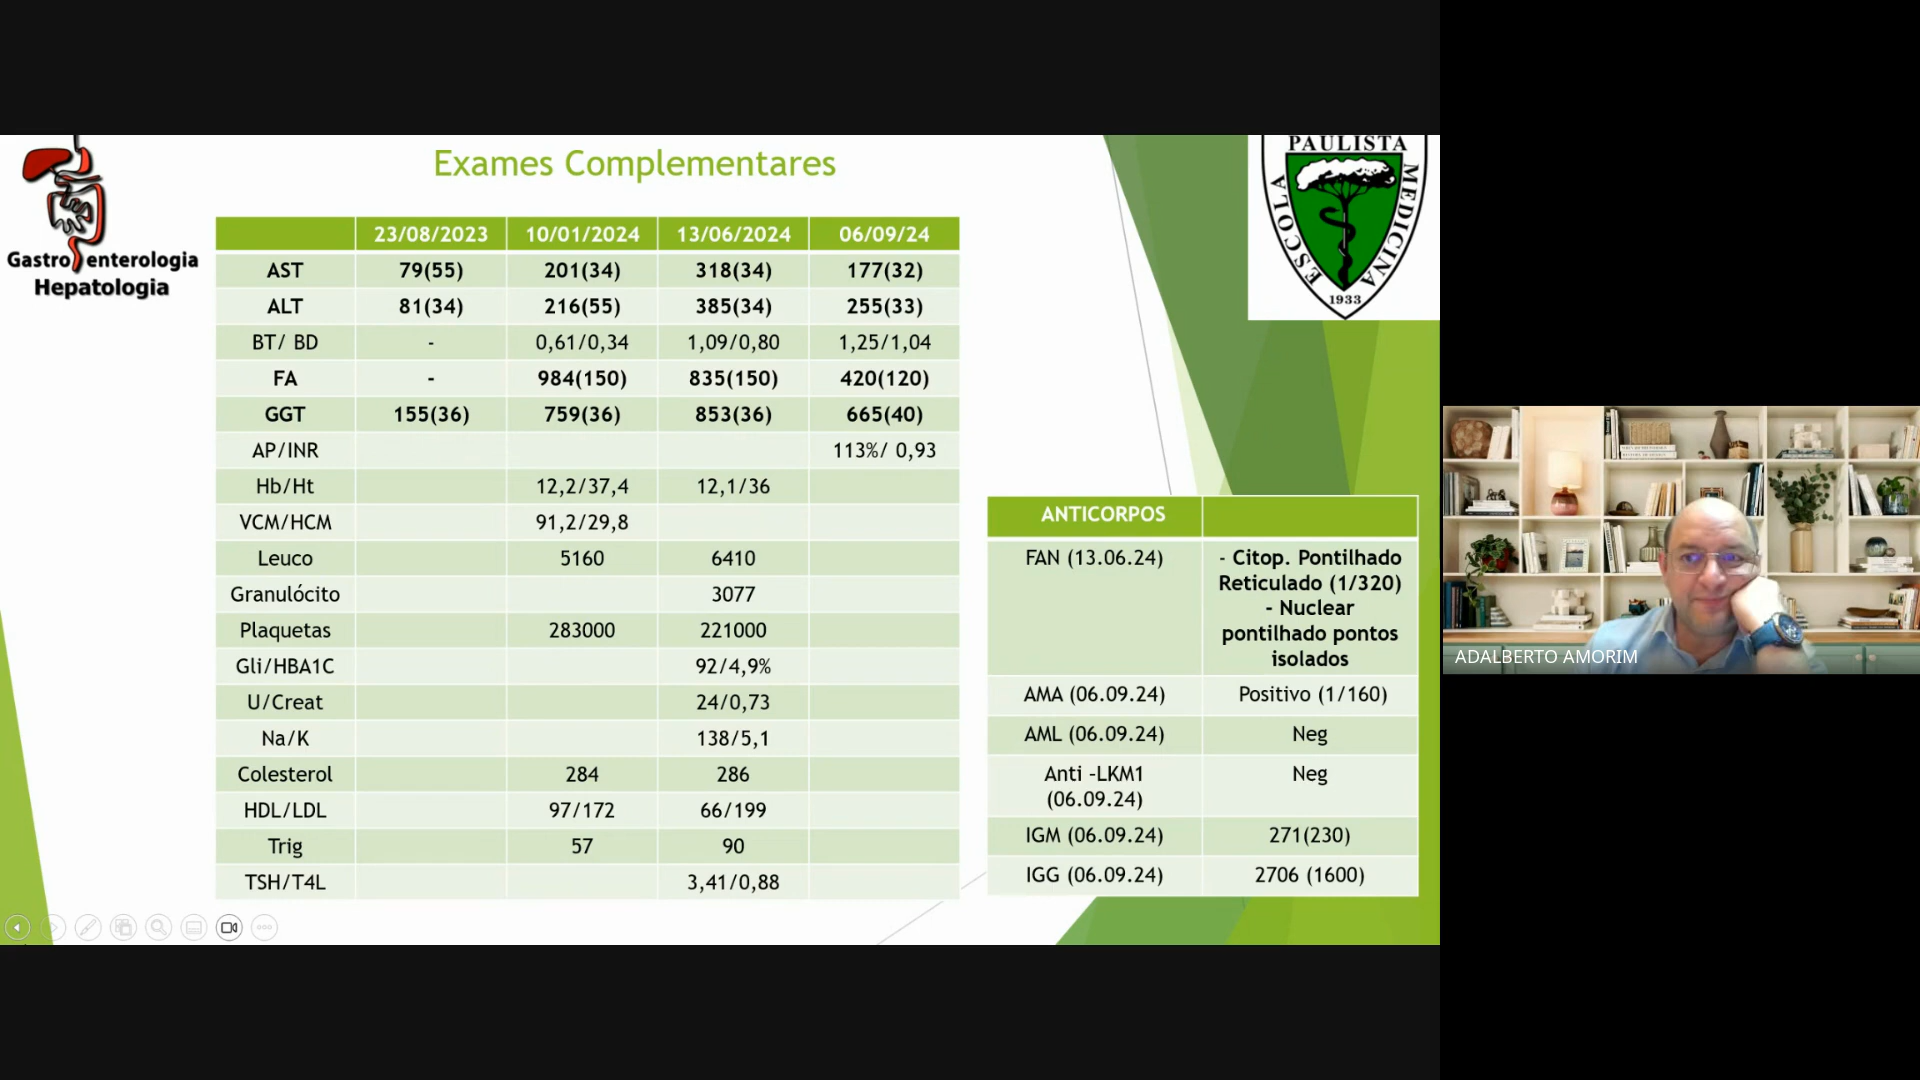 Exames Complementares
Gastroenterologia
Hepatologia
PAULISTA
ESCOLA
MEDICINA
1933
23/08/2023 10/01/2024 13/06/2024 06/09/24
AST 79(55) 201(34) 318(34) 177(32)
ALT 81(34) 216(55) 385(34) 255(33)
BT/ BD - 0,61/0,34 1,09/0,80 1,25/1,04
FA - 984(150) 835(150) 420(120)
GGT 155(36) 759(36) 853(36) 665(40)
AP/INR 113%/ 0,93
Hb/Ht 12,2/37,4 12,1/36
VCM/HCM 91,2/29,8
Leuco 5160 6410
Granulócito 3077
Plaquetas 283000 221000
Gli/HBA1C 92/4,9%
U/Creat 24/0,73
Na/K 138/5,1
Colesterol 284 286
HDL/LDL 97/172 66/199
Trig 57 90
TSH/T4L 3,41/0,88
ANTICORPOS
FAN (13.06.24) - Citop. Pontilhado
Reticulado (1/320)
- Nuclear
pontilhado pontos
isolados
AMA (06.09.24) Positivo (1/160)
AML (06.09.24) Neg
Anti -LKM1 Neg
(06.09.24)
IGM (06.09.24) 271(230)
IGG (06.09.24) 2706 (1600)
ADALBERTO AMORIM